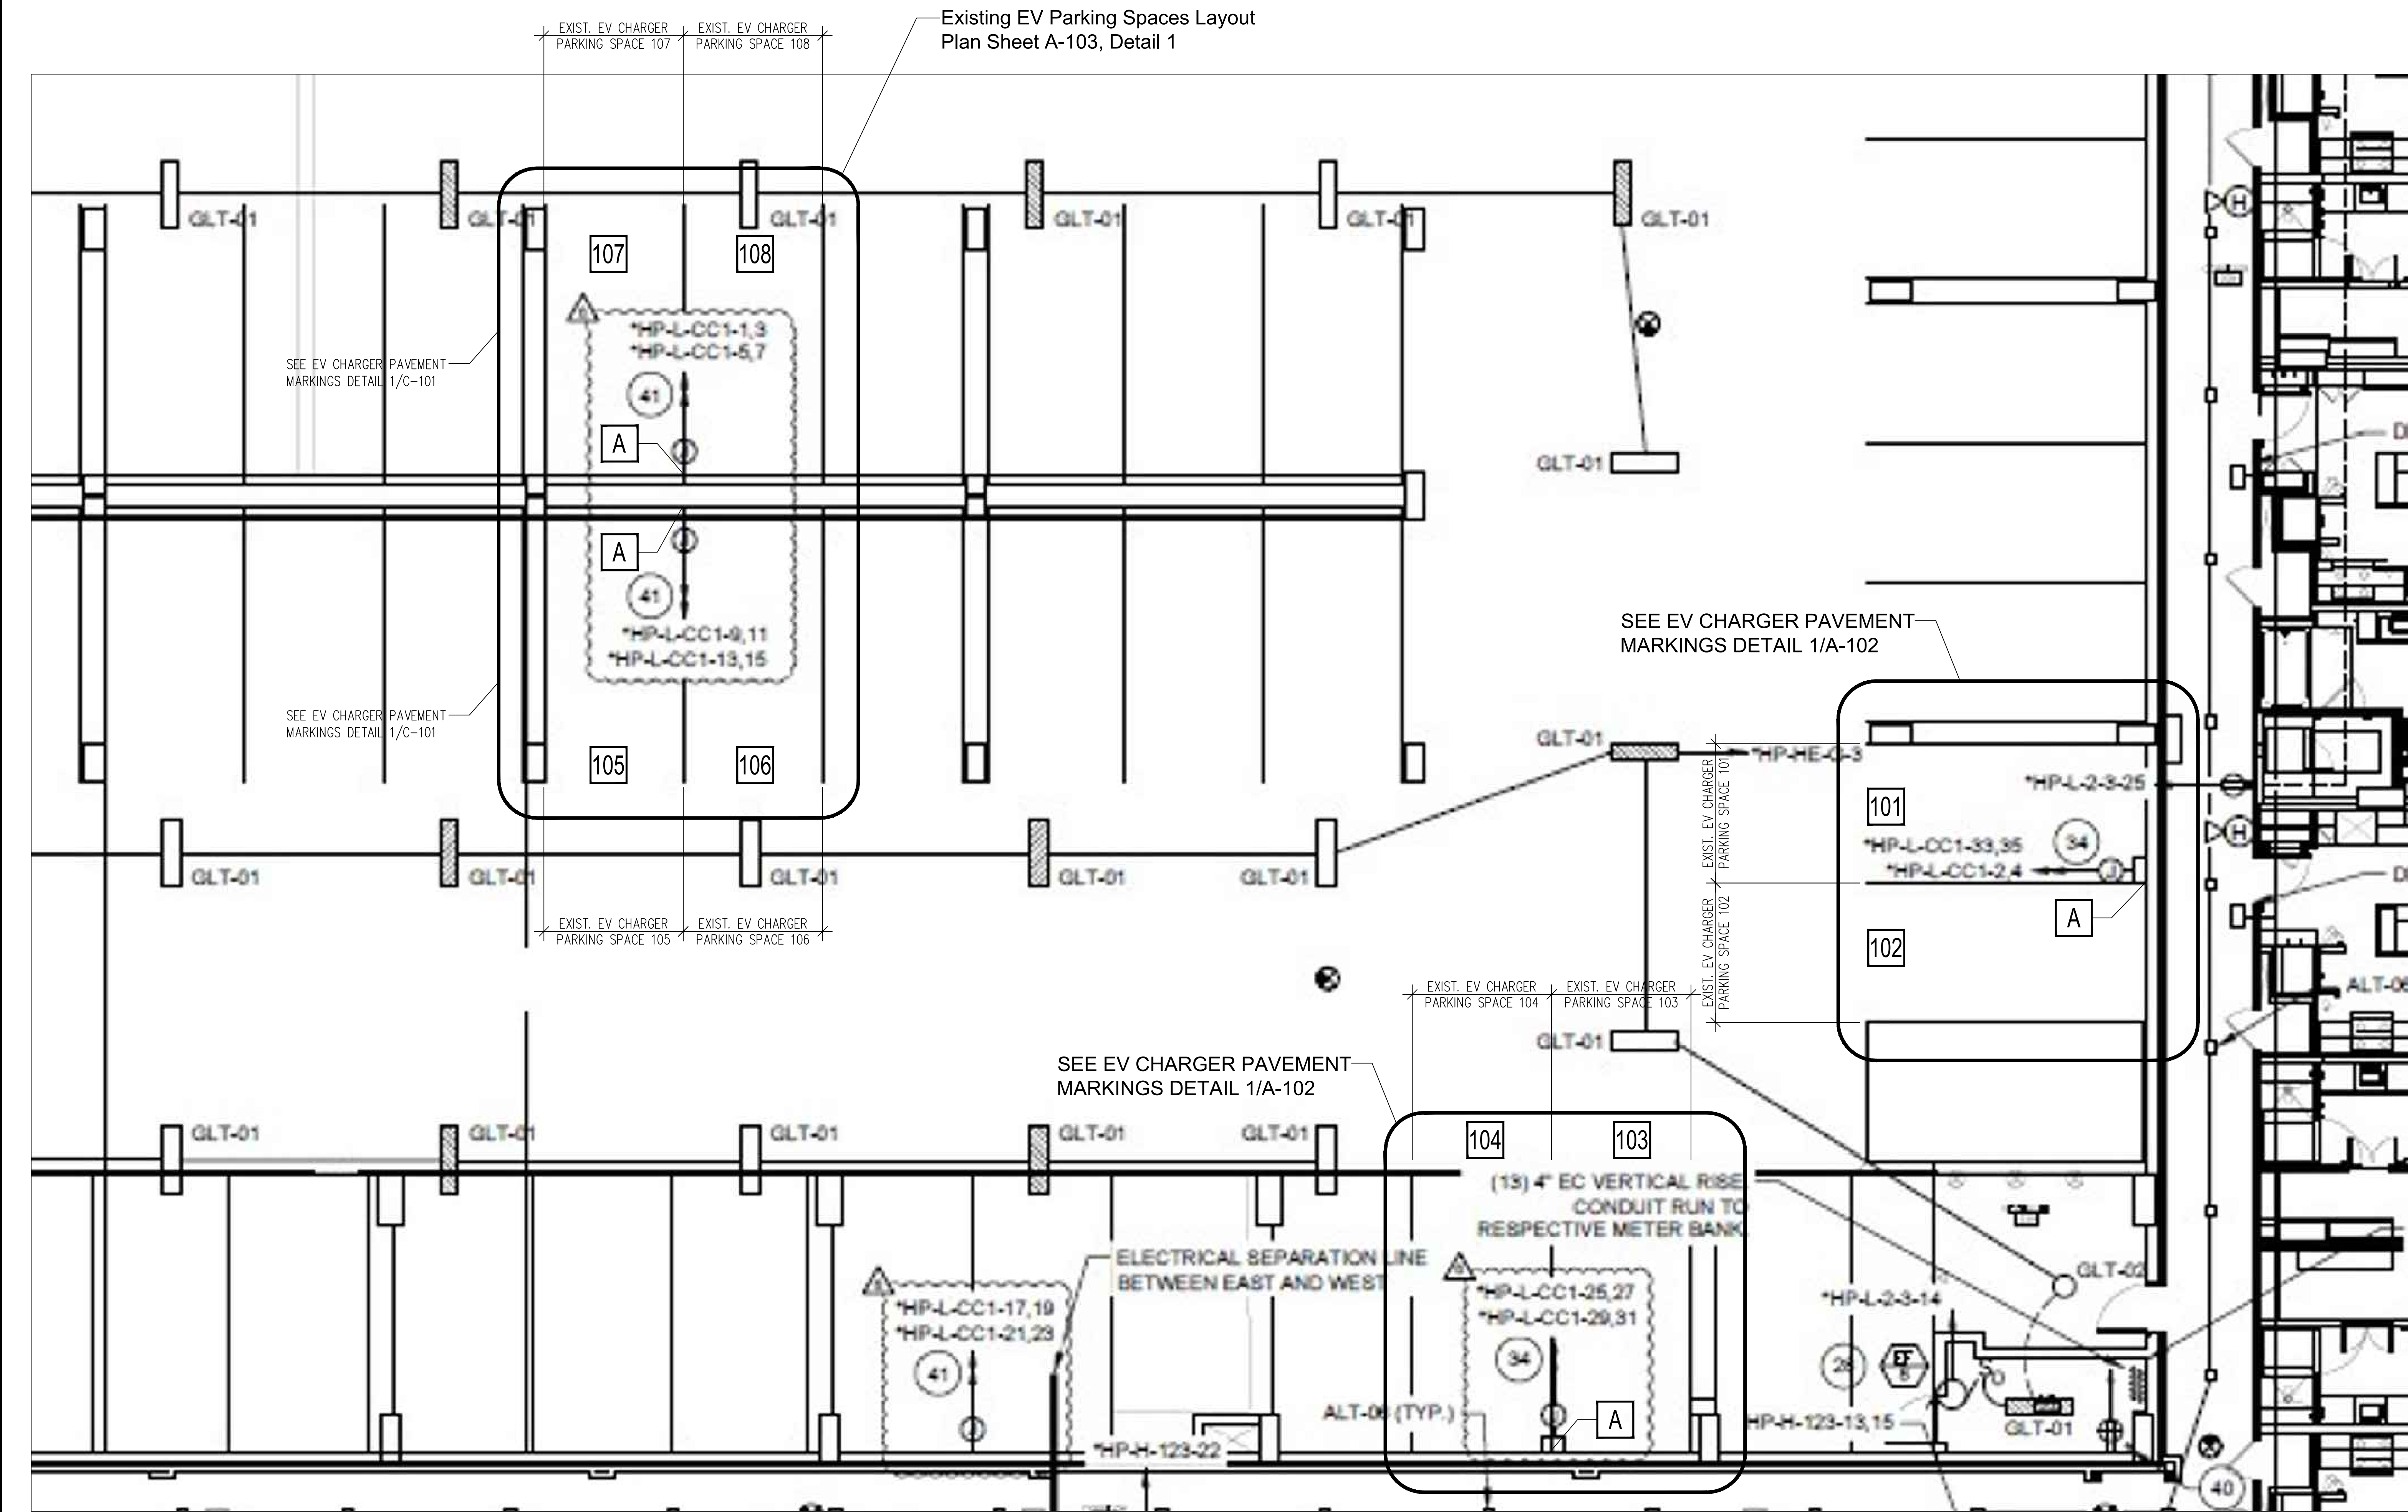 Existing EV Parking Spaces Layout
Plan Sheet A-103, Detail 1
EXIST. EV CHARGER
PARKING SPACE 107
EXIST. EV CHARGER
PARKING SPACE 108
GLT-01
GLT-01
GLT-01
GLT-01
GLT-01
GLT-01
H
107
108
*HP-L-CC1-1,3
*HP-L-CC1-5,7
SEE EV CHARGER PAVEMENT
MARKINGS DETAIL 1/C-101
41
A
J
GLT-01
A
J
41
*HP-L-CC1-9,11
*HP-L-CC1-13,15
SEE EV CHARGER PAVEMENT
MARKINGS DETAIL 1/C-101
105
106
SEE EV CHARGER PAVEMENT
MARKINGS DETAIL 1/A-102
GLT-01
*HP-HE-G-3
EXIST. EV CHARGER
PARKING SPACE 101
*HP-L-2-3-25
101
H
*HP-L-CC1-33,35
*HP-L-CC1-2,4
34
J
GLT-01
GLT-01
GLT-01
GLT-01
GLT-01
EXIST. EV CHARGER
PARKING SPACE 105
EXIST. EV CHARGER
PARKING SPACE 106
EXIST. EV CHARGER
PARKING SPACE 102
A
102
ALT-06
EXIST. EV CHARGER
PARKING SPACE 104
EXIST. EV CHARGER
PARKING SPACE 103
GLT-01
SEE EV CHARGER PAVEMENT
MARKINGS DETAIL 1/A-102
GLT-01
GLT-01
GLT-01
GLT-01
GLT-01
104
103
(13) 4" EC VERTICAL RISE.
CONDUIT RUN TO
RESPECTIVE METER BANK.
ELECTRICAL SEPARATION LINE
BETWEEN EAST AND WEST
GLT-02
*HP-L-CC1-17,19
*HP-L-CC1-21,23
41
J
*HP-L-CC1-25,27
*HP-L-CC1-29,31
34
A
*HP-L-2-3-14
28
EF
ALT-06 (TYP.)
HP-H-123-13,15
GLT-01
*HP-H-123-22
40